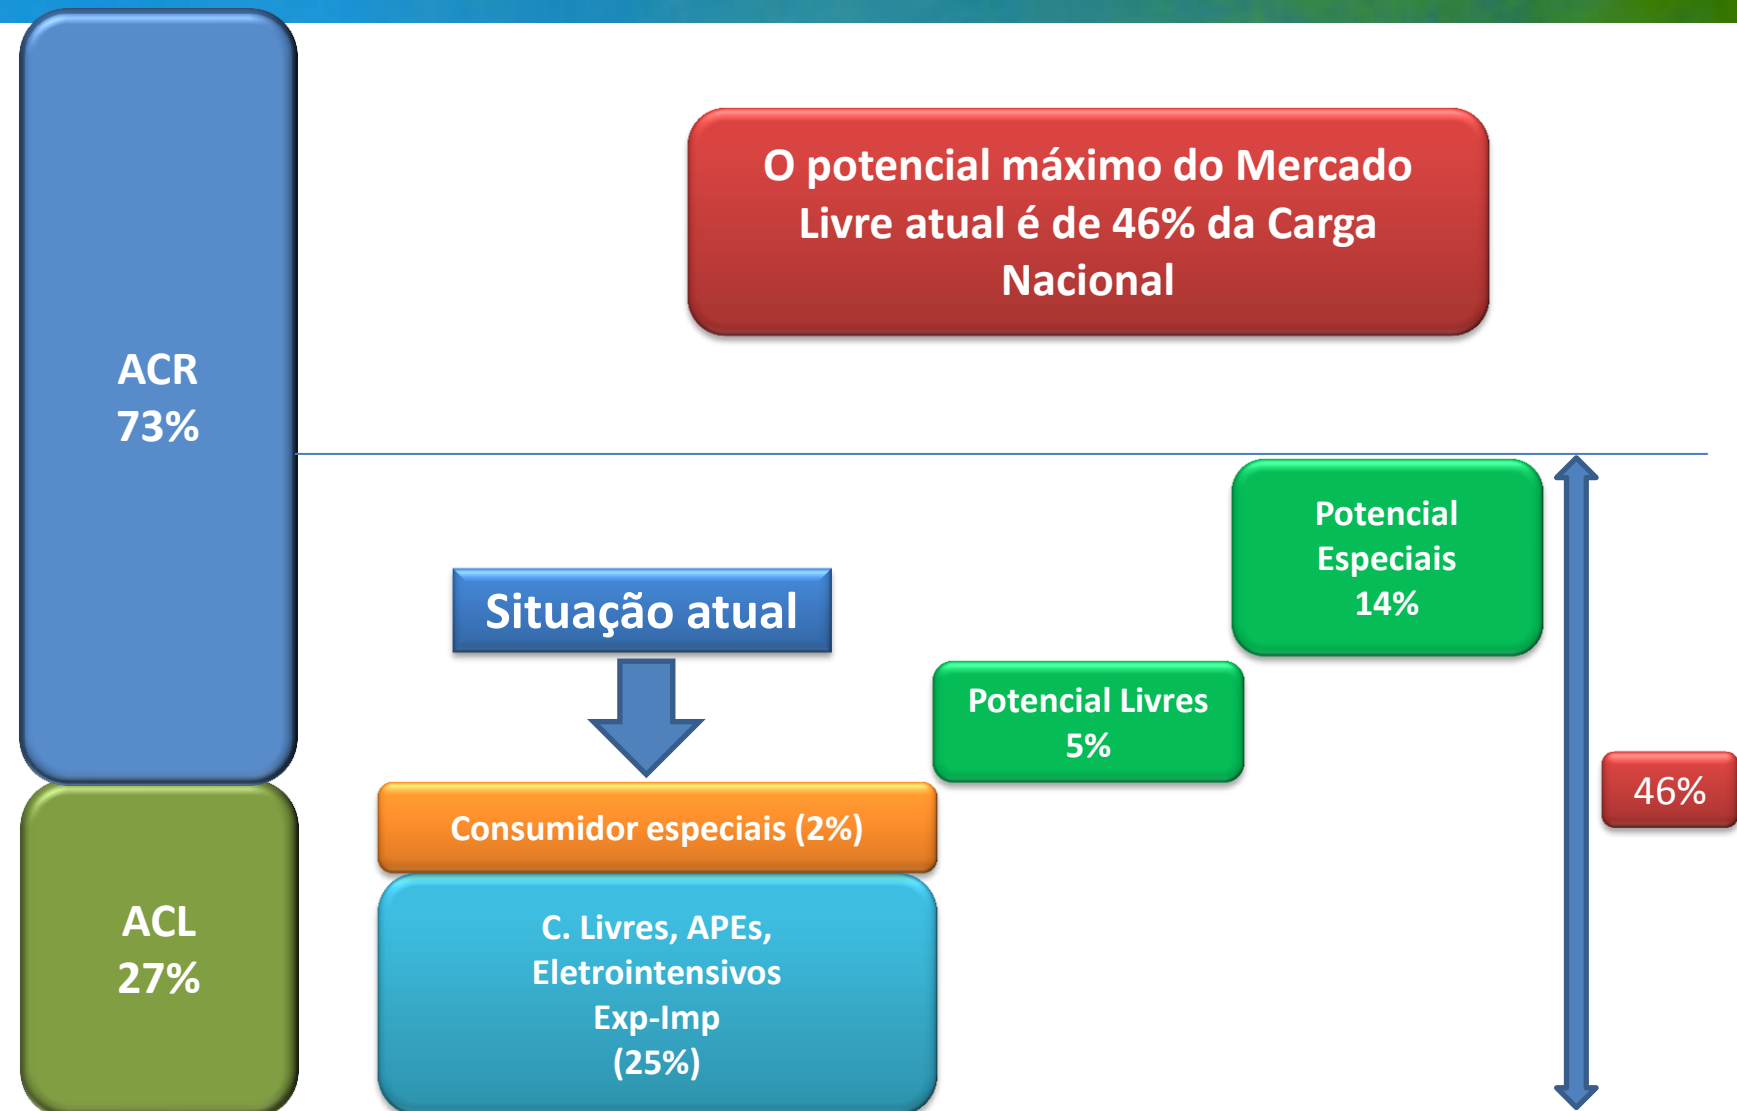 O potencial máximo do Mercado
Livre atual é de 46% da Carga
Nacional
ACR
73%
Potencial
Especiais
14%
Situação atual
Potencial Livres
5%
46%
Consumidor especiais (2%)
ACL
27%
C. Livres, APEs,
Eletrointensivos
Exp-Imp
(25%)